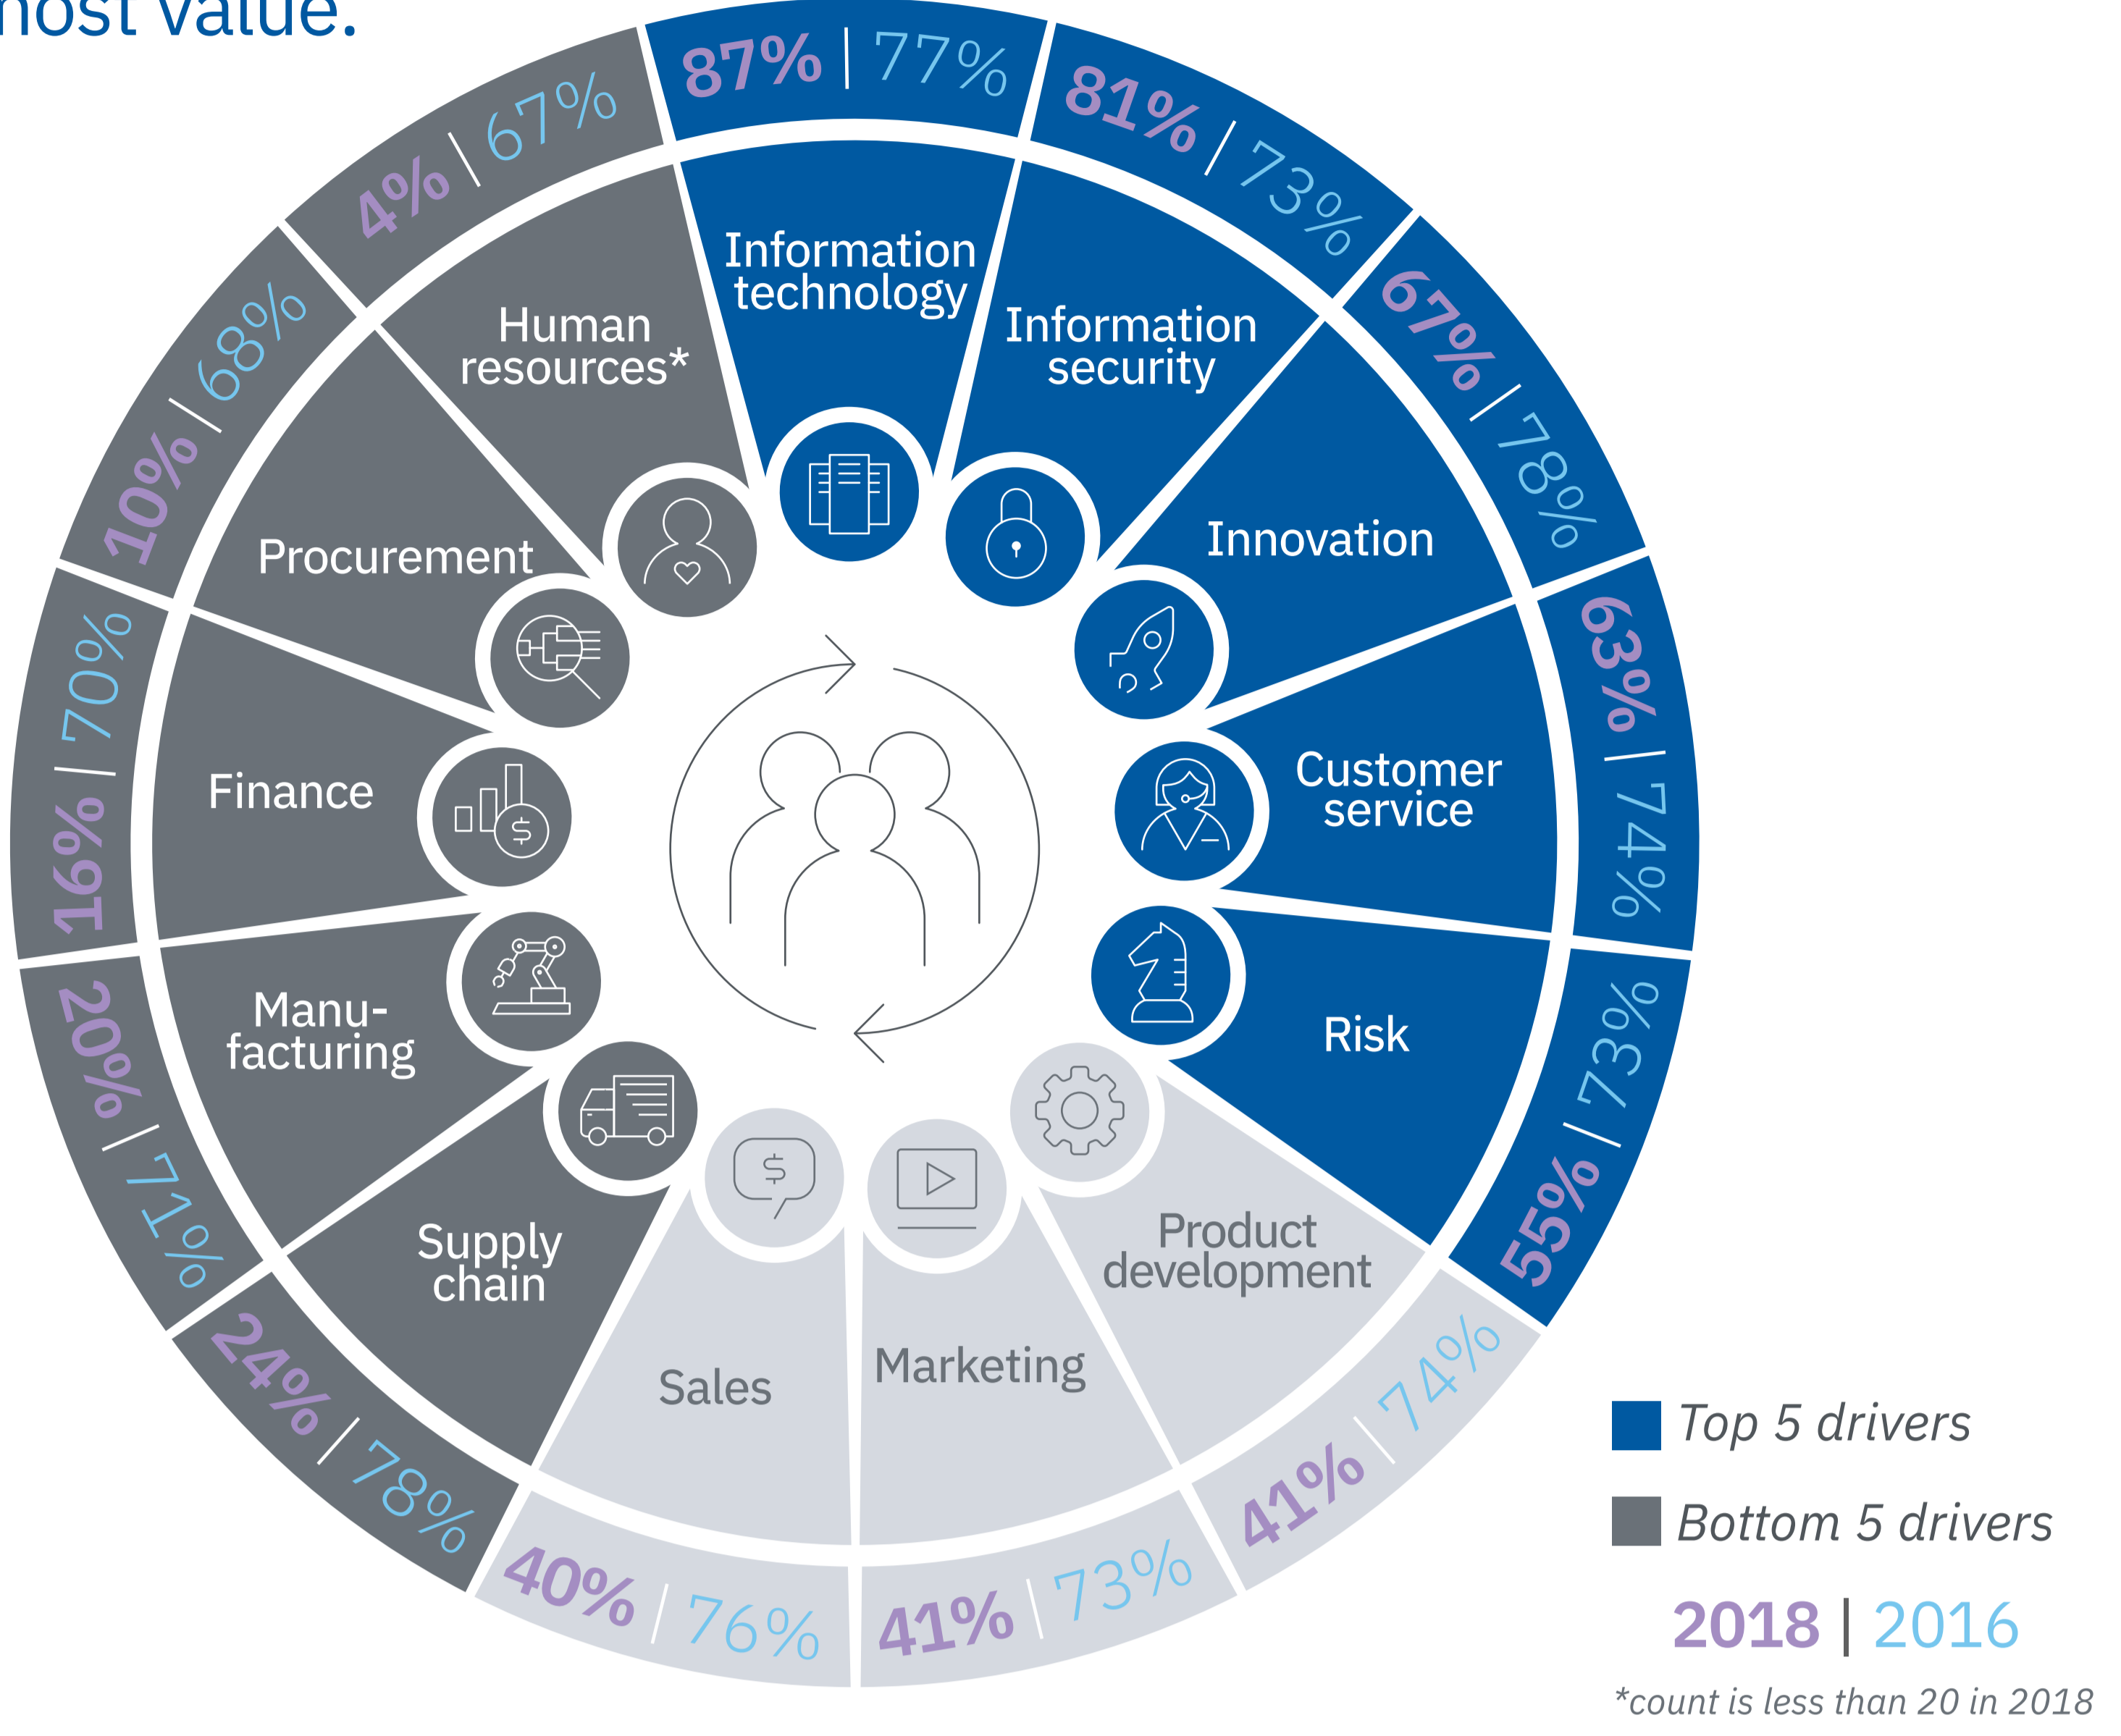 value.
87% | 77%
Information
technology
81% | 73%
Information
security
67% | 78%
Innovation
63% | 74%
Customer
service
55% | 73%
Risk
41% | 74%
Product
development
41% | 73%
Marketing
40% | 76%
Sales
24% | 78%
Supply
chain
20% | 71%
Manu-
facturing
16% | 70%
Finance
10% | 68%
Procurement
4% | 67%
Human
resources*
Top 5 drivers
Bottom 5 drivers
2018 | 2016
*count is less than 20 in 2018